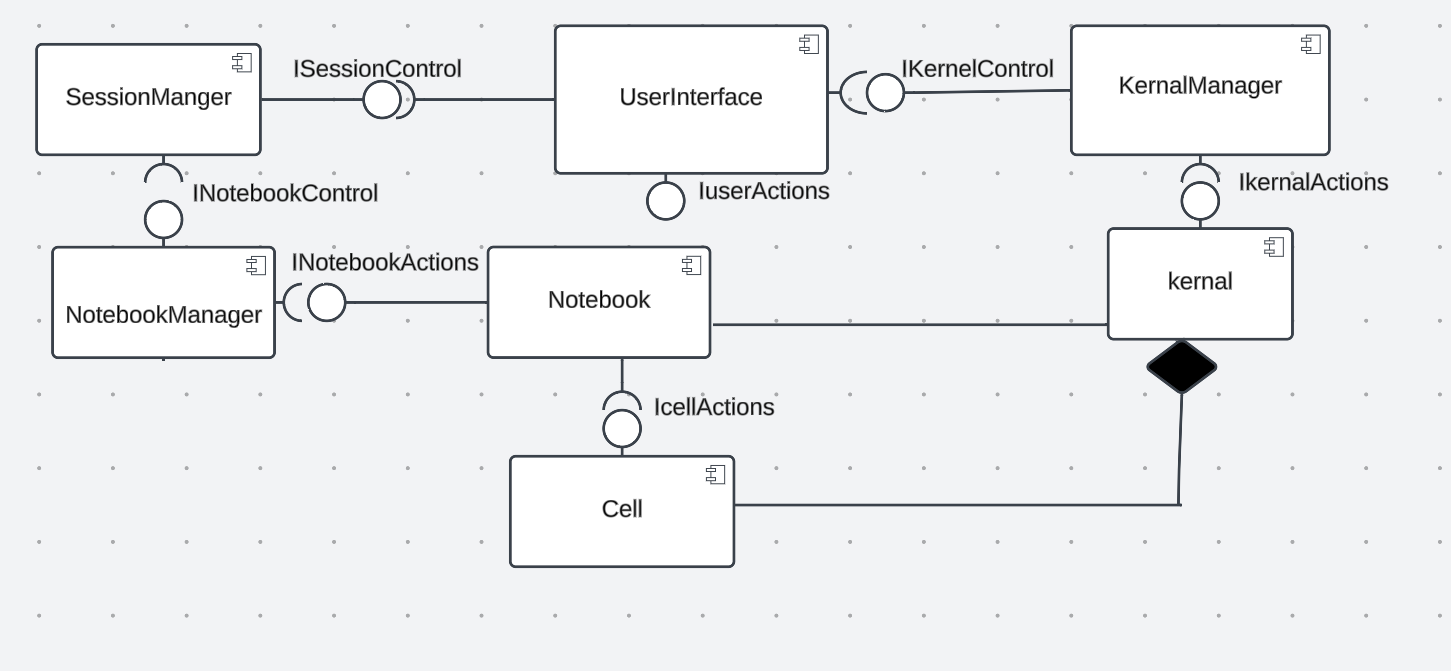 ISessionControl
IKernelControl
SessionManger
UserInterface
KernalManager
INotebookControl
IuserActions
IkernalActions
INotebookActions
NotebookManager
Notebook
kernal
IcellActions
Cell